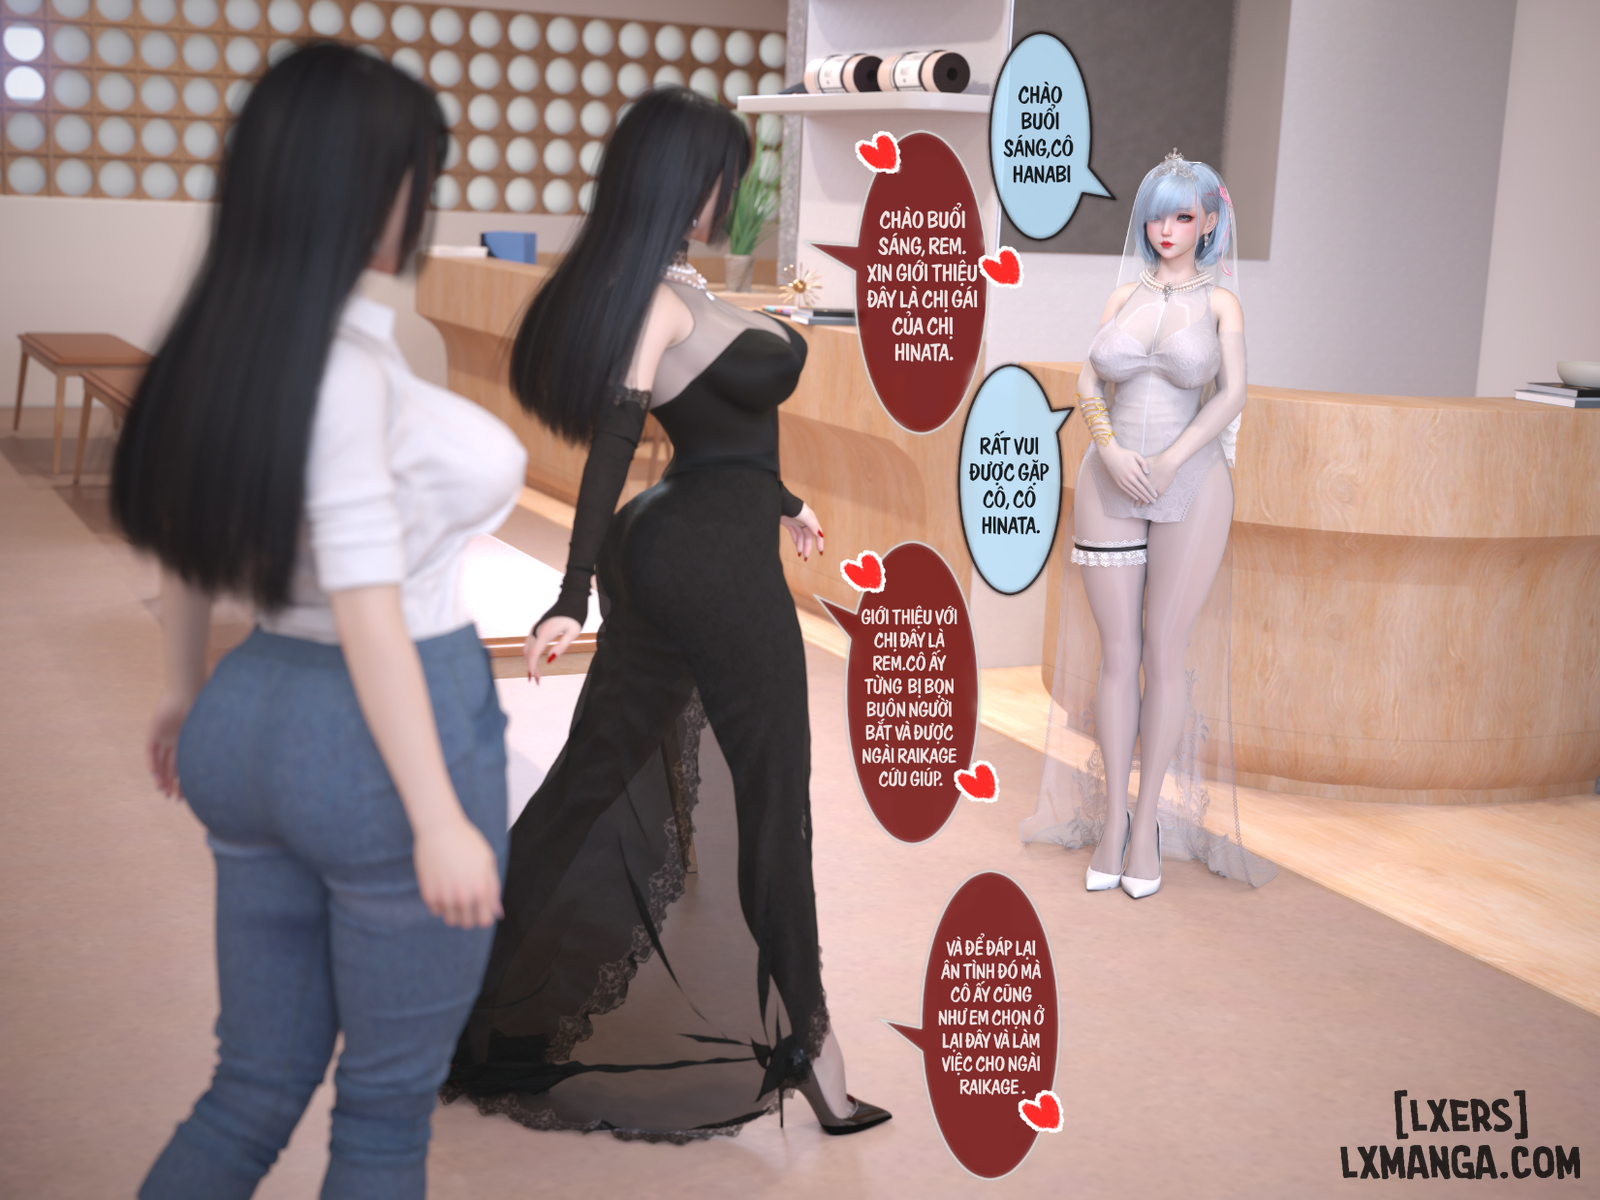 CHÀO
BUỔI
SÁNG,CÔ
HANABI
CHÀO BUỔI
SÁNG, REM.
XIN GIỚI THIỆU
ĐÂY LÀ CHỊ GÁI
CỦA CHỊ
HINATA.
RẤT VUI
ĐƯỢC GẶP
CÔ, CÔ
HINATA.
GIỚI THIỆU VỚI
CHỊ ĐÂY LÀ
REM.CÔ ẤY
TỪNG BỊ BỌN
BUÔN NGƯỜI
BẮT VÀ ĐƯỢC
NGÀI RAIKAGE
CỨU GIÚP.
VÀ ĐỂ ĐÁP LẠI
ÂN TÌNH ĐÓ MÀ
CÔ ẤY CŨNG
NHƯ EM CHỌN Ở
LẠI ĐÂY VÀ LÀM
VIỆC CHO NGÀI
RAIKAGE .
[LXERS]
LXMANGA.COM